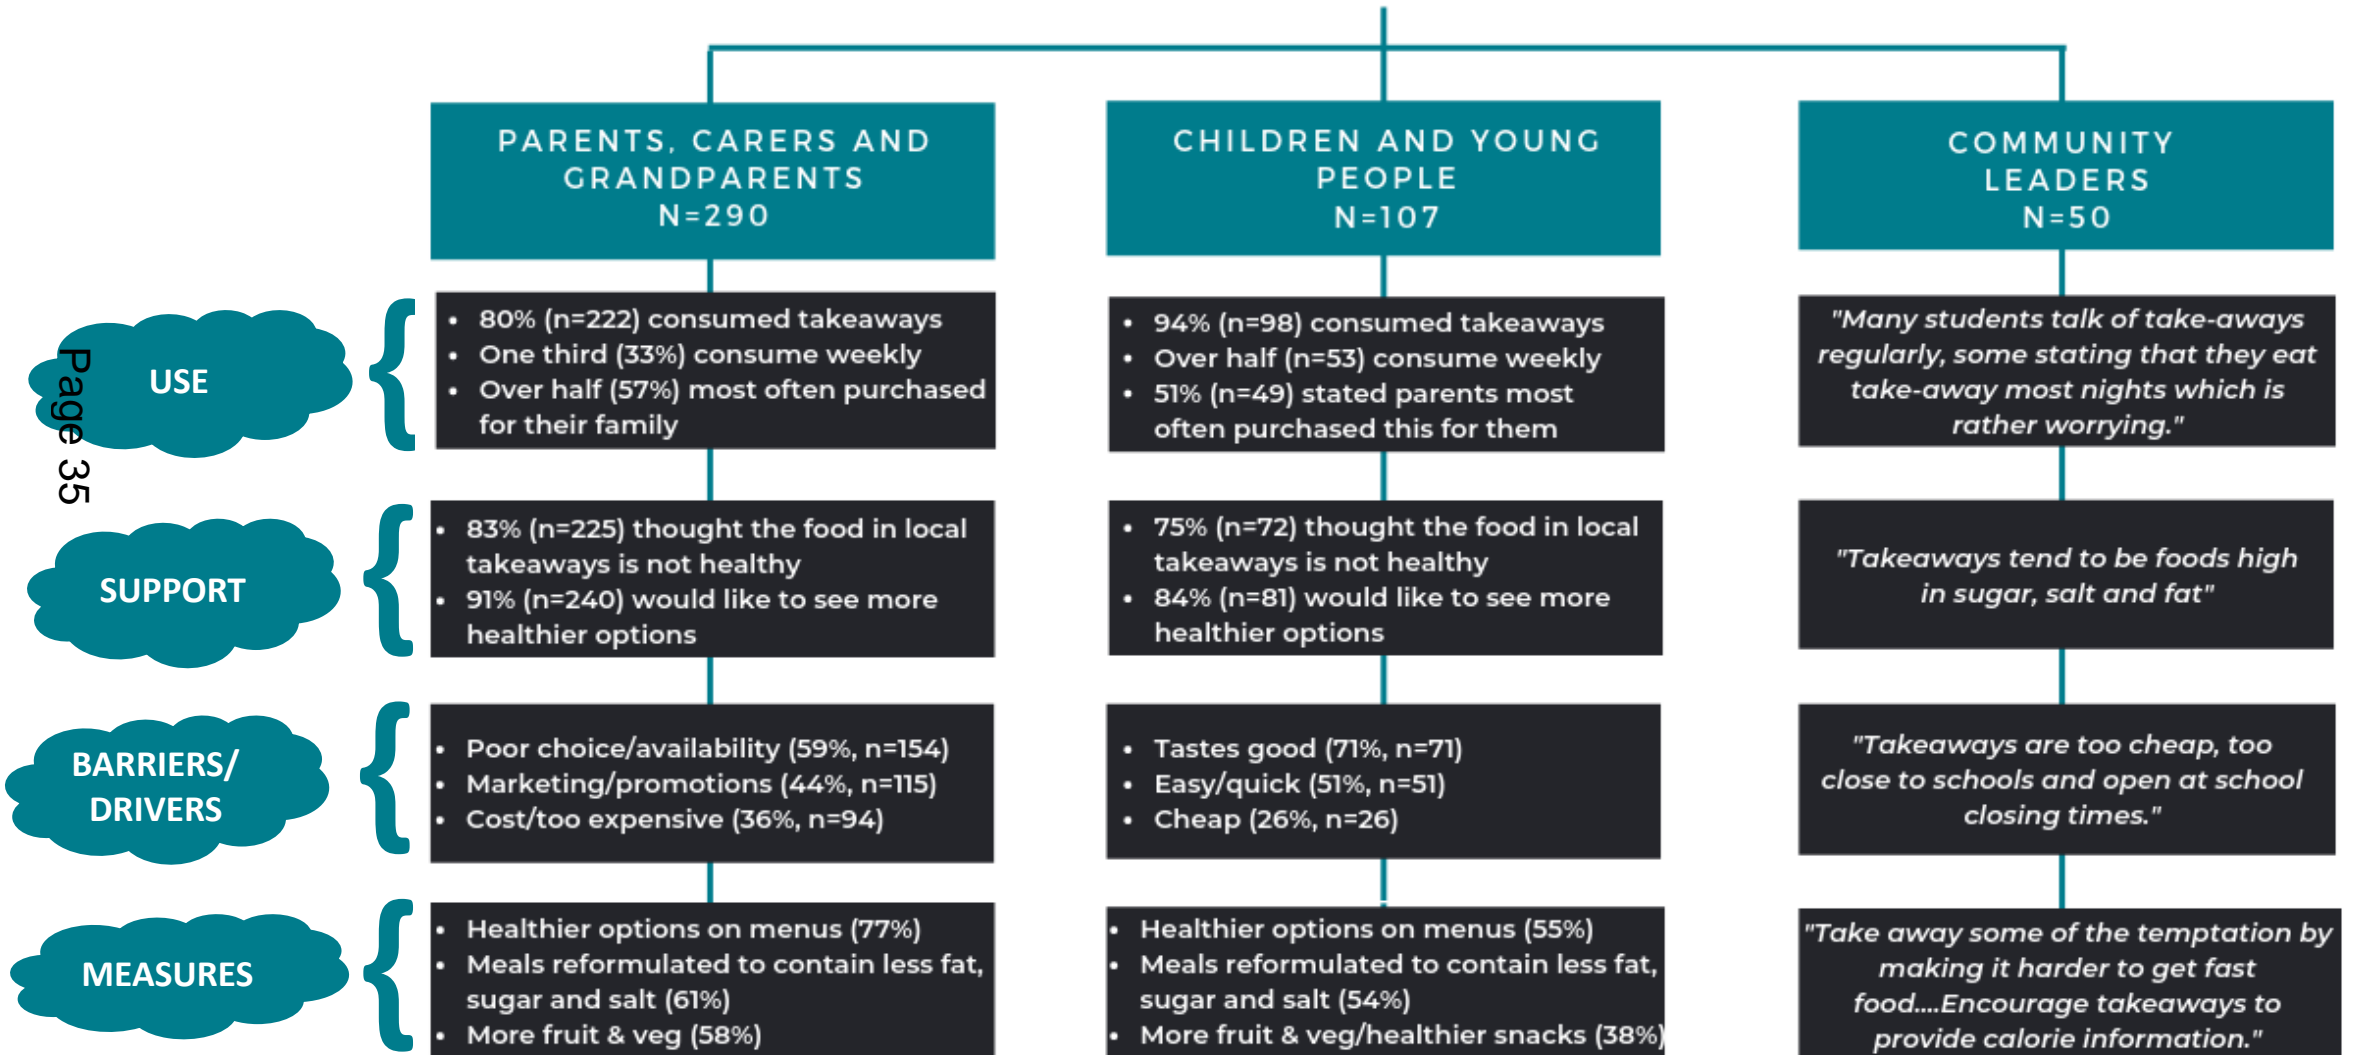 PARENTS, CARERS AND
GRANDPARENTS
N=290
CHILDREN AND YOUNG
PEOPLE
N=107
COMMUNITY
LEADERS
N=50
USE
• 80% (n=222) consumed takeaways
• One third (33%) consume weekly
• Over half (57%) most often purchased
for their family
• 94% (n=98) consumed takeaways
• Over half (n=53) consume weekly
• 51% (n=49) stated parents most
often purchased this for them
"Many students talk of take-aways
regularly, some stating that they eat
take-away most nights which is
rather worrying."
Page 35
SUPPORT
• 83% (n=225) thought the food in local
takeaways is not healthy
• 91% (n=240) would like to see more
healthier options
• 75% (n=72) thought the food in local
takeaways is not healthy
• 84% (n=81) would like to see more
healthier options
"Takeaways tend to be foods high
in sugar, salt and fat"
BARRIERS/
DRIVERS
• Poor choice/availability (59%, n=154)
• Marketing/promotions (44%, n=115)
• Cost/too expensive (36%, n=94)
• Tastes good (71%, n=71)
• Easy/quick (51%, n=51)
• Cheap (26%, n=26)
"Takeaways are too cheap, too
close to schools and open at school
closing times."
MEASURES
• Healthier options on menus (77%)
• Meals reformulated to contain less fat,
sugar and salt (61%)
• More fruit & veg (58%)
• Healthier options on menus (55%)
• Meals reformulated to contain less fat,
sugar and salt (54%)
• More fruit & veg/healthier snacks (38%)
"Take away some of the temptation by
making it harder to get fast
food....Encourage takeaways to
provide calorie information."